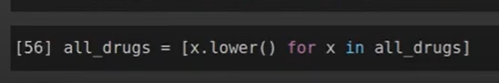 [56] all_drugs = [x.lower() for x in all_drugs]